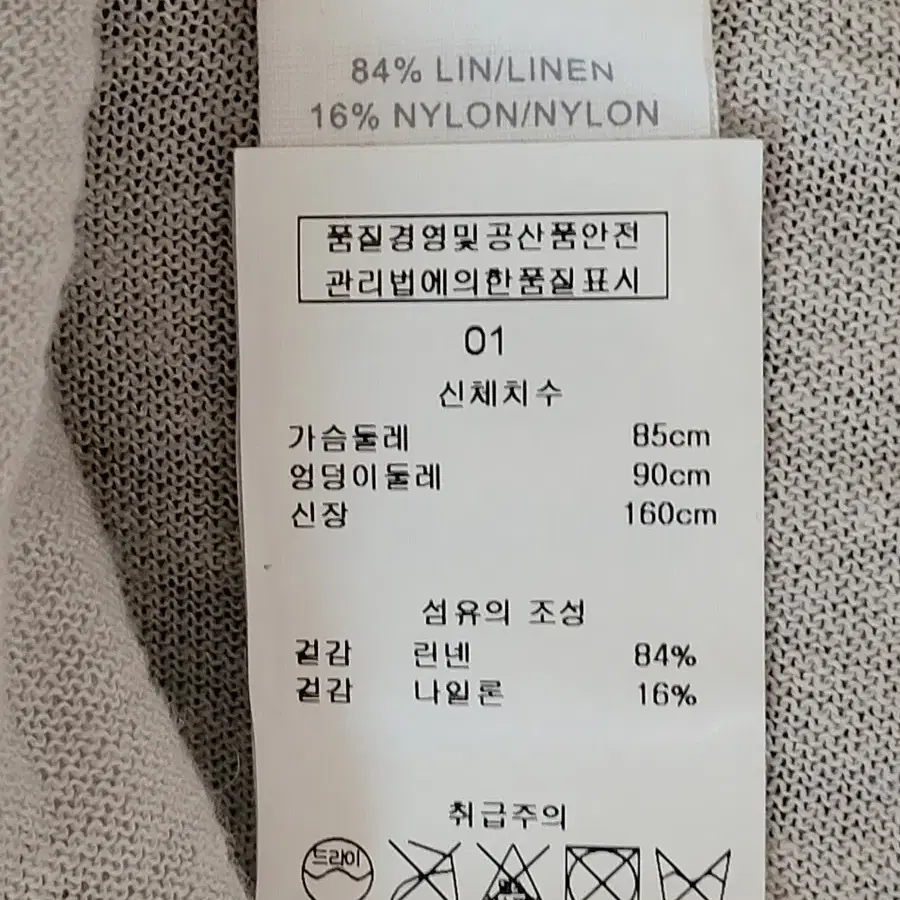 84% LIN/LINEN
16% NYLON/NYLON
품질경영및공산품안전
관리법에의한품질표시
01
신체치수
가슴둘레 85cm
엉덩이둘레 90cm
신장 160cm
섬유의 조성
겉감 린넨 84%
겉감 나일론 16%
취급주의
드라이